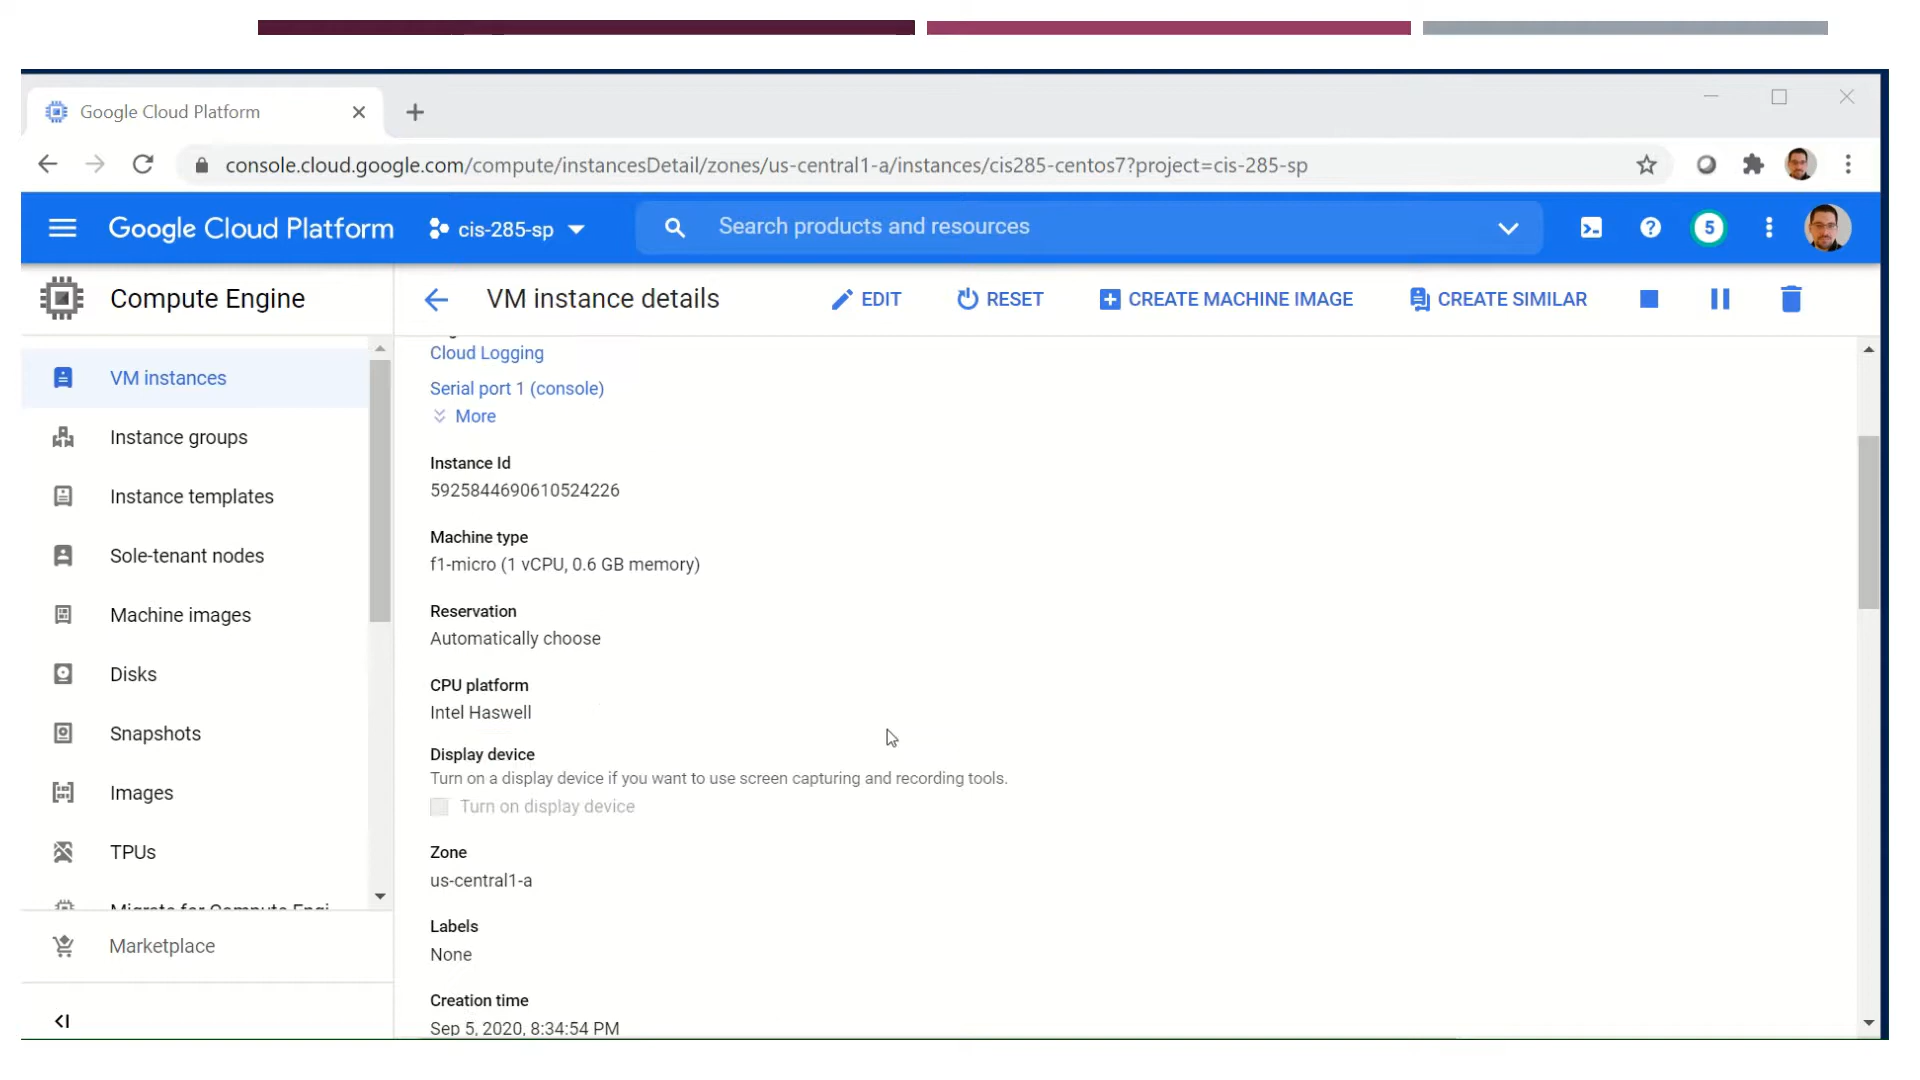 Google Cloud Platform
console.cloud.google.com/compute/instancesDetail/zones/us-central1-a/instances/cis285-centos7?project=cis-285-sp
Google Cloud Platform
cis-285-sp
Search products and resources
5
Compute Engine
VM instance details
EDIT
RESET
CREATE MACHINE IMAGE
CREATE SIMILAR
VM instances
Instance groups
Instance templates
Sole-tenant nodes
Machine images
Disks
Snapshots
Images
TPUs
Migrate for Compute Engi
Marketplace
Cloud Logging
Serial port 1 (console)
More
Instance Id
5925844690610524226
Machine type
f1-micro (1 vCPU, 0.6 GB memory)
Reservation
Automatically choose
CPU platform
Intel Haswell
Display device
Turn on a display device if you want to use screen capturing and recording tools.
Turn on display device
Zone
us-central1-a
Labels
None
Creation time
Sep 5, 2020, 8:34:54 PM